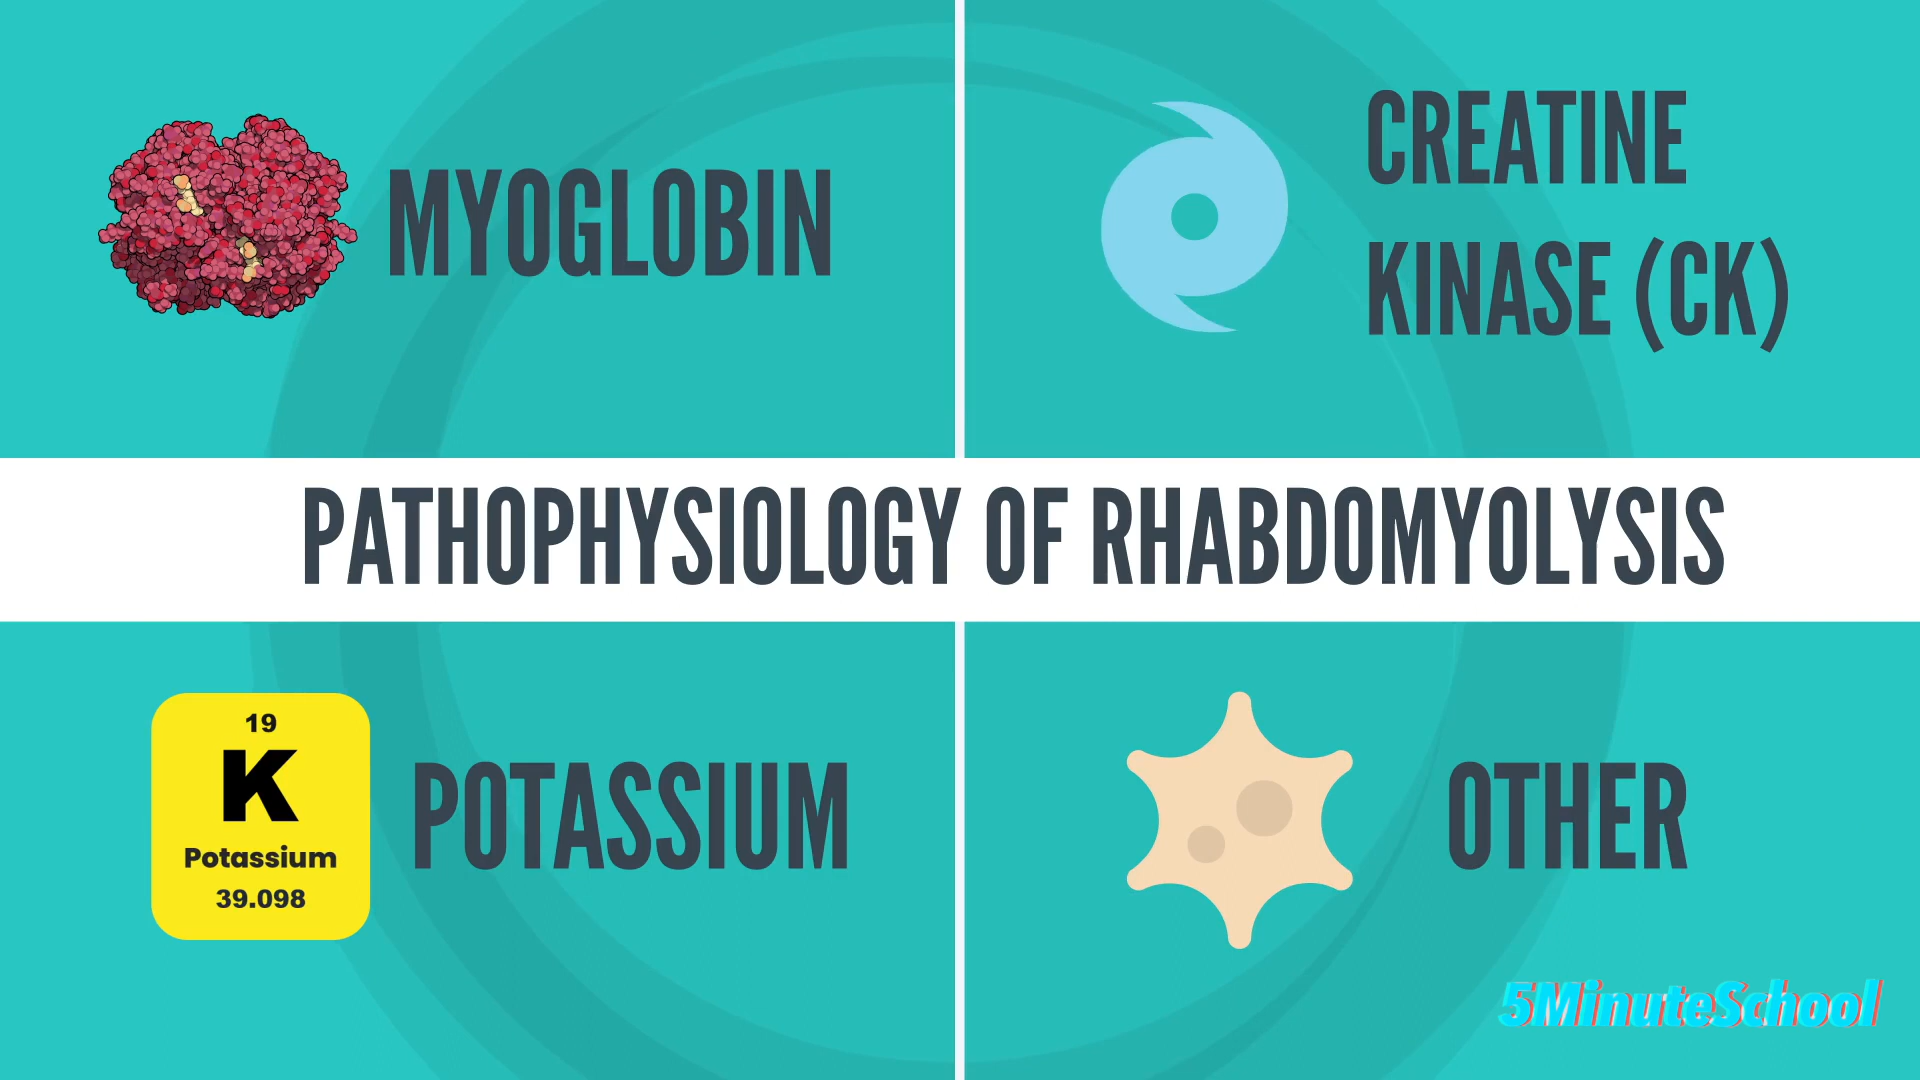 MYOGLOBIN
CREATINE
KINASE (CK)
PATHOPHYSIOLOGY OF RHABDOMYOLYSIS
19
K
Potassium
39.098
POTASSIUM
OTHER
5MinuteSchool